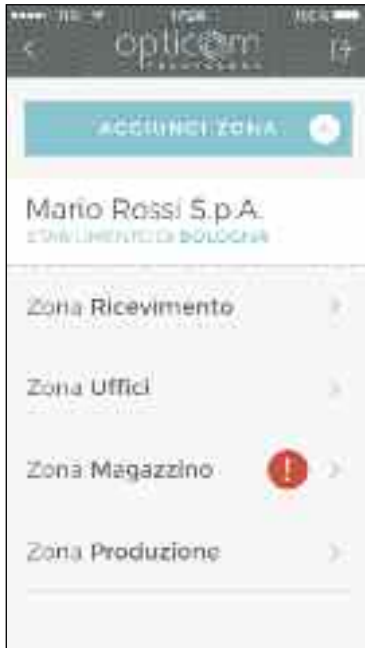 opticom
AGGIUNGI ZONA
Mario Rossi S.p.A.
STABILIMENTO DI BOLOGNA
Zona Ricevimento
Zona Uffici
Zona Magazzino
!
Zona Produzione